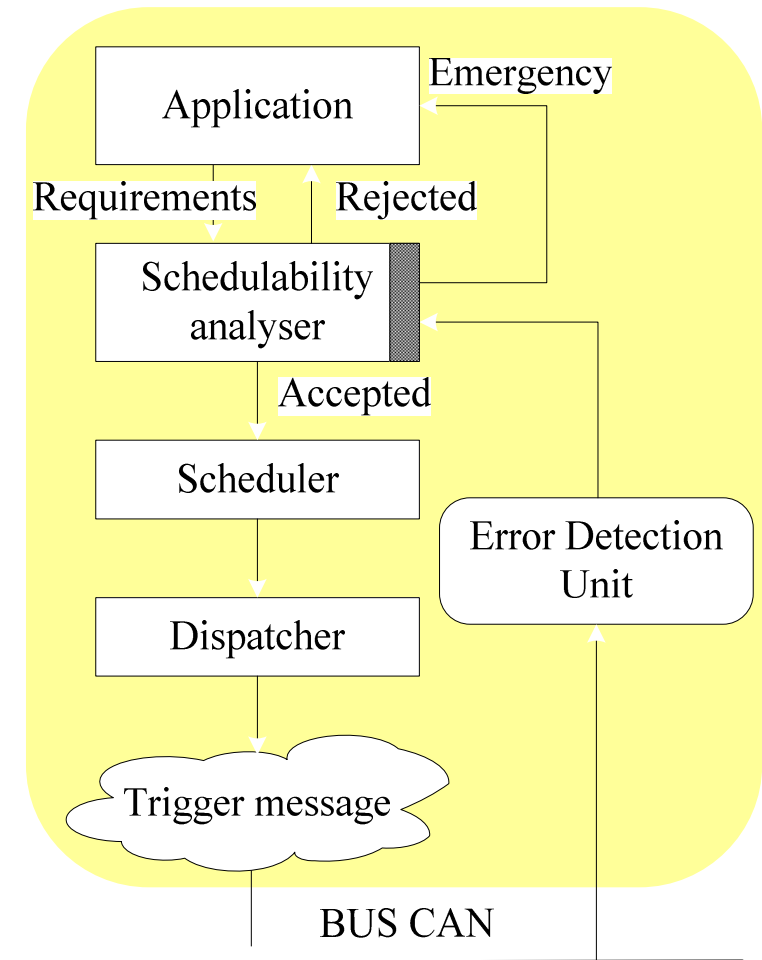 Emergency
Application
Requirements
Rejected
Schedulability
analyser
Accepted
Scheduler
Error Detection
Unit
Dispatcher
Trigger message
BUS CAN